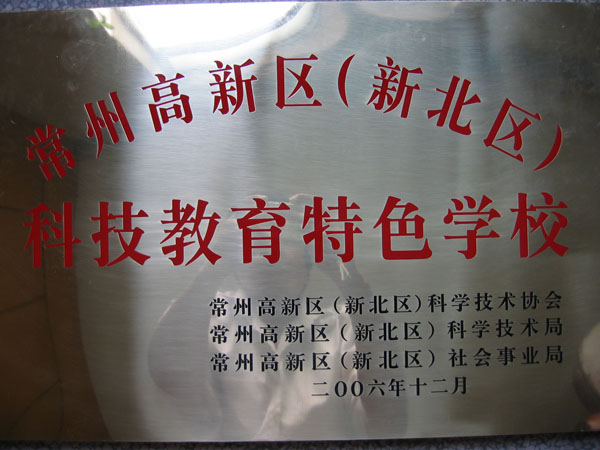 常州高新区(新北区)
科技教育特色学校
常州高新区(新北区)科学技术协会
常州高新区(新北区)科学技术局
常州高新区(新北区)社会事业局
二00六年十二月